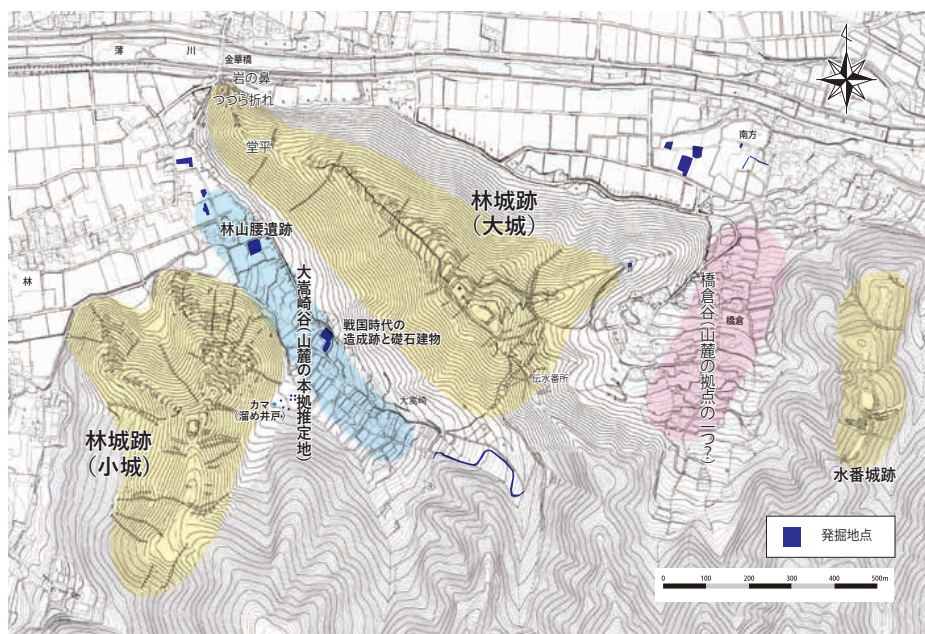 薄川
金華橋
岩の鼻
つづら折れ
堂平
南方
林城跡
（大城）
林山腰遺跡
林
大嵩崎谷（山麓の本拠推定地）
戦国時代の
造成跡と礎石建物
橋倉谷（山麓の拠点の一つ？）
橋倉
伝水番所
大嵩崎
カマ
（溜め井戸）
林城跡
（小城）
水番城跡
発掘地点
0 100 200 300 400 500m